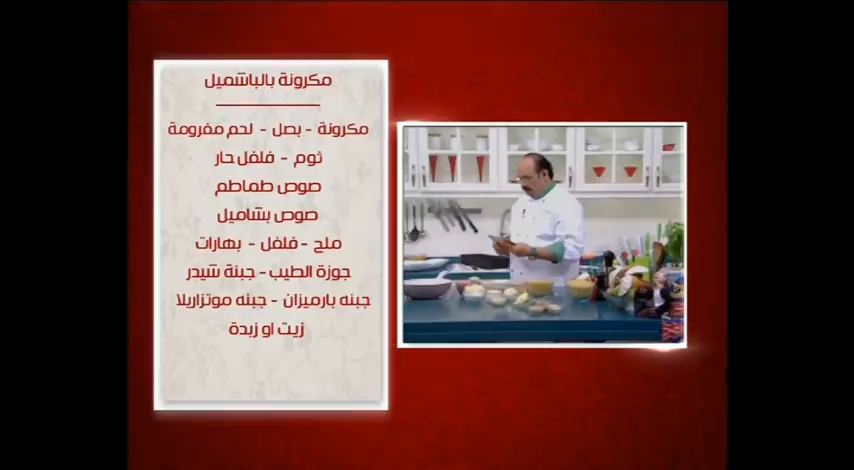 مكرونة بالباشميل
مكرونة - بصل - لحم مفرومة
ثوم - فلفل حار
صوص طماطم
صوص بشاميل
ملح - فلفل - بهارات
جوزة الطيب - جبنة شيدر
جبنه بارميزان - جبنه موتزاريلا
زيت او زبدة